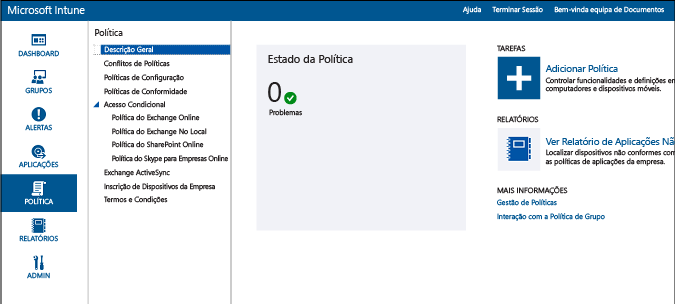 Microsoft Intune
Ajuda Terminar Sessão Bem-vinda equipa de Documentos
DASHBOARD
GRUPOS
ALERTAS
APLICAÇÕES
POLÍTICA
RELATÓRIOS
ADMIN
Política
Descrição Geral
Conflitos de Políticas
Políticas de Configuração
Políticas de Conformidade
Acesso Condicional
Política do Exchange Online
Política do Exchange No Local
Política do SharePoint Online
Política do Skype para Empresas Online
Exchange ActiveSync
Inscrição de Dispositivos da Empresa
Termos e Condições
Estado da Política
0
Problemas
TAREFAS
Adicionar Política
Controlar funcionalidades e definições en
computadores e dispositivos móveis.
RELATÓRIOS
Ver Relatório de Aplicações Nã
Localizar dispositivos não conformes com
as políticas de aplicações da empresa.
MAIS INFORMAÇÕES
Gestão de Políticas
Interação com a Política de Grupo